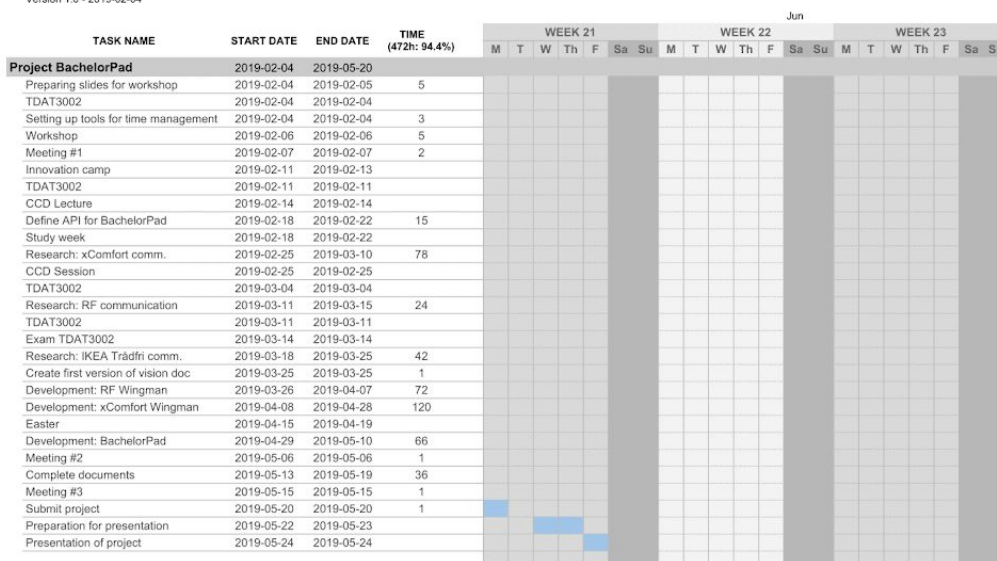 Version 1.0 - 2019-02-04
Jun
TASK NAME START DATE END DATE TIME (472h: 94.4%) WEEK 21 WEEK 22 WEEK 23
M T W Th F Sa Su M T W Th F Sa Su M T W Th F Sa S
Project BachelorPad 2019-02-04 2019-05-20
Preparing slides for workshop 2019-02-04 2019-02-05 5
TDAT3002 2019-02-04 2019-02-04
Setting up tools for time management 2019-02-04 2019-02-04 3
Workshop 2019-02-06 2019-02-06 5
Meeting #1 2019-02-07 2019-02-07 2
Innovation camp 2019-02-11 2019-02-13
TDAT3002 2019-02-11 2019-02-11
CCD Lecture 2019-02-14 2019-02-14
Define API for BachelorPad 2019-02-18 2019-02-22 15
Study week 2019-02-18 2019-02-22
Research: xComfort comm. 2019-02-25 2019-03-10 78
CCD Session 2019-02-25 2019-02-25
TDAT3002 2019-03-04 2019-03-04
Research: RF communication 2019-03-11 2019-03-15 24
TDAT3002 2019-03-11 2019-03-11
Exam TDAT3002 2019-03-14 2019-03-14
Research: IKEA Trådfri comm. 2019-03-18 2019-03-25 42
Create first version of vision doc 2019-03-25 2019-03-25 1
Development: RF Wingman 2019-03-26 2019-04-07 72
Development: xComfort Wingman 2019-04-08 2019-04-28 120
Easter 2019-04-15 2019-04-19
Development: BachelorPad 2019-04-29 2019-05-10 66
Meeting #2 2019-05-06 2019-05-06 1
Complete documents 2019-05-13 2019-05-19 36
Meeting #3 2019-05-15 2019-05-15 1
Submit project 2019-05-20 2019-05-20 1
Preparation for presentation 2019-05-22 2019-05-23
Presentation of project 2019-05-24 2019-05-24